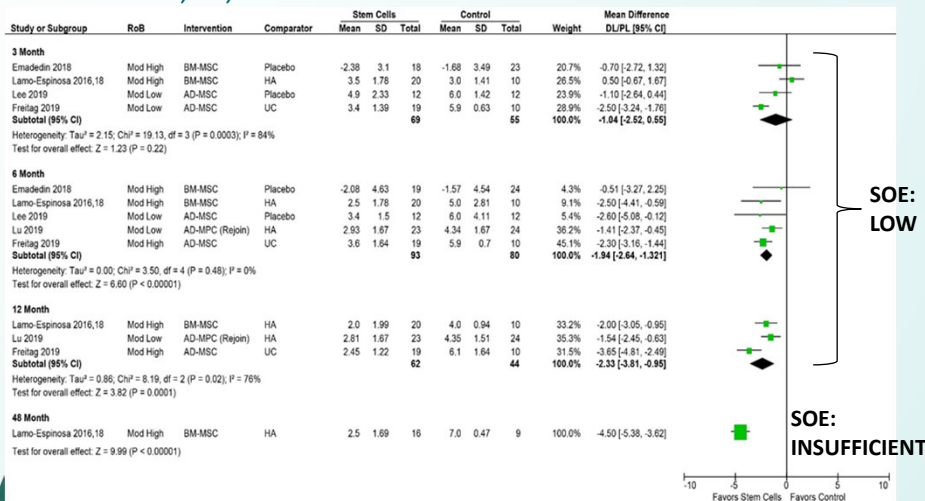 Stem Cells Control Mean Difference
Study or Subgroup RoB Intervention Comparator Mean SD Total Mean SD Total Weight DL/PL [95% CI]
3 Month
Emadedin 2018 Mod High BM-MSC Placebo -2.38 3.1 18 -1.68 3.49 23 20.7% -0.70 [-2.72, 1.32]
Lamo-Espinosa 2016,18 Mod High BM-MSC HA 3.5 1.78 20 3.0 1.41 10 26.5% 0.50 [-0.67, 1.67]
Lee 2019 Mod Low AD-MSC Placebo 4.9 2.33 12 6.0 1.42 12 23.9% -1.10 [-2.64, 0.44]
Freitag 2019 Mod Low AD-MSC UC 3.4 1.39 19 5.9 0.63 10 28.9% -2.50 [-3.24, -1.76]
Subtotal (95% CI) 69 55 100.0% -1.04 [-2.52, 0.55]
Heterogeneity: Tau² = 2.15; Chi² = 19.13, df = 3 (P = 0.0003); I² = 84%
Test for overall effect: Z = 1.23 (P = 0.22)
6 Month
Emadedin 2018 Mod High BM-MSC Placebo -2.08 4.63 19 -1.57 4.54 24 4.3% -0.51 [-3.27, 2.25]
Lamo-Espinosa 2016,18 Mod High BM-MSC HA 2.5 1.78 20 5.0 2.81 10 9.1% -2.50 [-4.41, -0.59]
Lee 2019 Mod Low AD-MSC Placebo 3.4 1.5 12 6.0 4.11 12 5.4% -2.60 [-5.08, -0.12]
Lu 2019 Mod Low AD-MPC (Rejoin) HA 2.93 1.67 23 4.34 1.67 24 36.2% -1.41 [-2.37, -0.45]
Freitag 2019 Mod High AD-MSC UC 3.6 1.64 19 5.9 0.7 10 45.1% -2.30 [-3.16, -1.44]
Subtotal (95% CI) 93 80 100.0% -1.94 [-2.64, -1.321]
Heterogeneity: Tau² = 0.00; Chi² = 3.50, df = 4 (P = 0.48); I² = 0%
Test for overall effect: Z = 6.60 (P < 0.00001)
SOE:
LOW
12 Month
Lamo-Espinosa 2016,18 Mod High BM-MSC HA 2.0 1.99 20 4.0 0.94 10 33.2% -2.00 [-3.05, -0.95]
Lu 2019 Mod Low AD-MPC (Rejoin) HA 2.81 1.67 23 4.35 1.51 24 35.3% -1.54 [-2.45, -0.63]
Freitag 2019 Mod High AD-MSC UC 2.45 1.22 19 6.1 1.64 10 31.5% -3.65 [-4.81, -2.49]
Subtotal (95% CI) 62 44 100.0% -2.33 [-3.81, -0.95]
Heterogeneity: Tau² = 0.86; Chi² = 8.19, df = 2 (P = 0.02); I² = 76%
Test for overall effect: Z = 3.82 (P = 0.0001)
48 Month
Lamo-Espinosa 2016,18 Mod High BM-MSC HA 2.5 1.69 16 7.0 0.47 9 100.0% -4.50 [-5.38, -3.62]
Test for overall effect: Z = 9.99 (P < 0.00001)
SOE:
INSUFFICIENT
-10 -5 0 5 10
Favors Stem Cells Favors Control